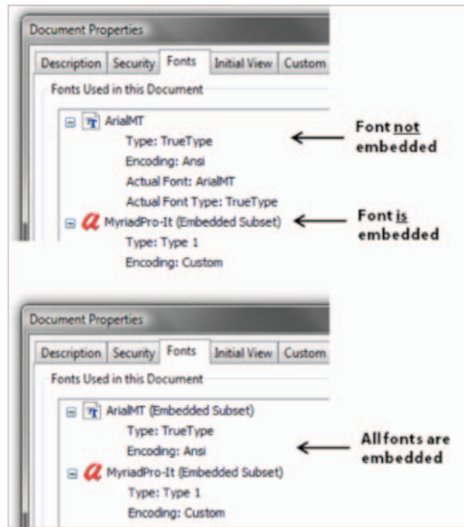 Document Properties
Description Security Fonts Initial View Custom
Fonts Used in this Document
ArialMT
Type: TrueType
Encoding: Ansi
Actual Font: ArialMT
Actual Font Type: TrueType
Font not
embedded
MyriadPro-It (Embedded Subset)
Type: Type 1
Encoding: Custom
Font is
embedded
Document Properties
Description Security Fonts Initial View Custom
Fonts Used in this Document
ArialMT (Embedded Subset)
Type: TrueType
Encoding: Ansi
MyriadPro-It (Embedded Subset)
Type: Type 1
Encoding: Custom
All fonts are
embedded